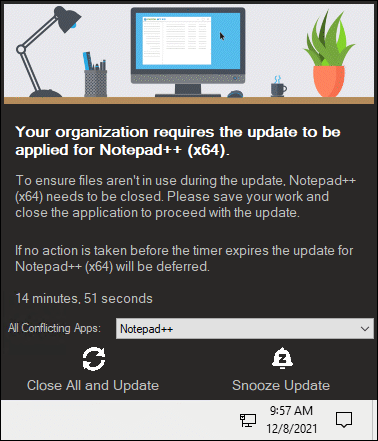 Your organization requires the update to be
applied for Notepad++ (x64).
To ensure files aren't in use during the update, Notepad++
(x64) needs to be closed. Please save your work and
close the application to proceed with the update.
If no action is taken before the timer expires the update for
Notepad++ (x64) will be deferred.
14 minutes, 51 seconds
All Conflicting Apps: Notepad++
Close All and Update Snooze Update
9:57 AM
12/8/2021